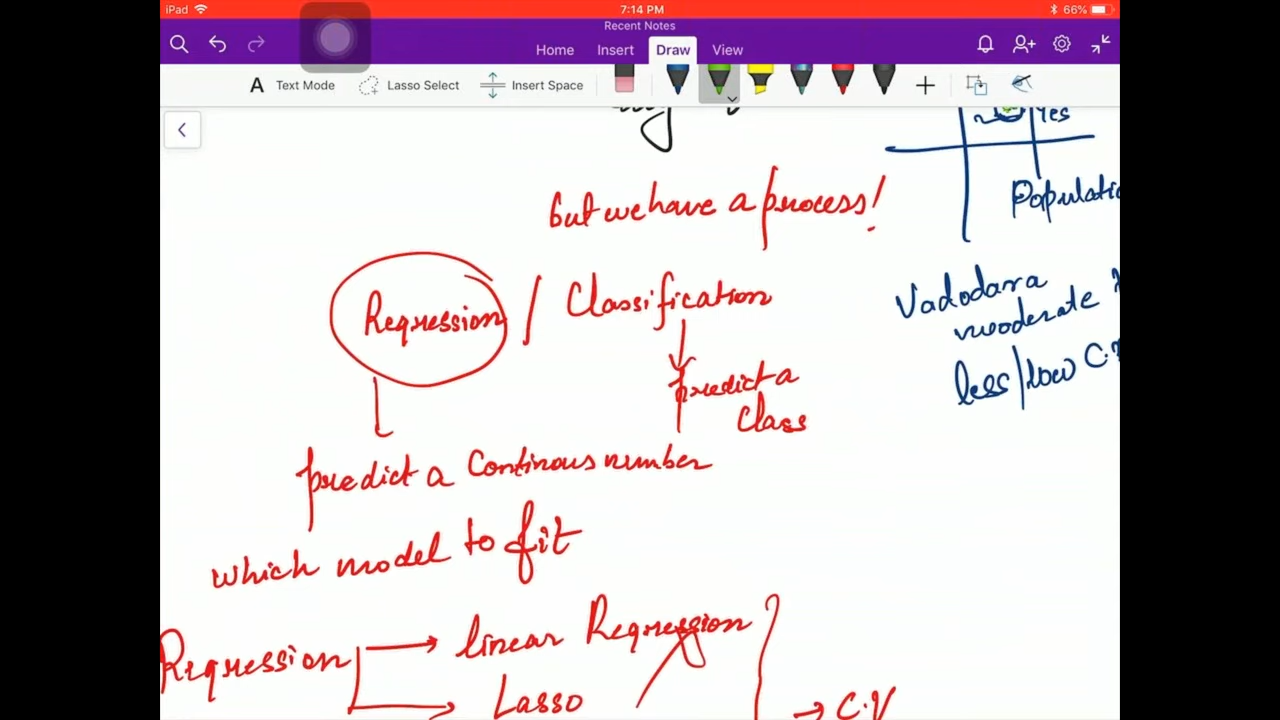 iPad 7:14 PM 66%
Recent Notes
Home Insert Draw View
A Text Mode Lasso Select Insert Space
Yes
but we have a process!
Populatio
Regression / Classification
Vadodara
moderate
less/low C.
predict a
Class
predict a Continous number
which model to fit
Regression → linear Regression
→ Lasso
→ C.V